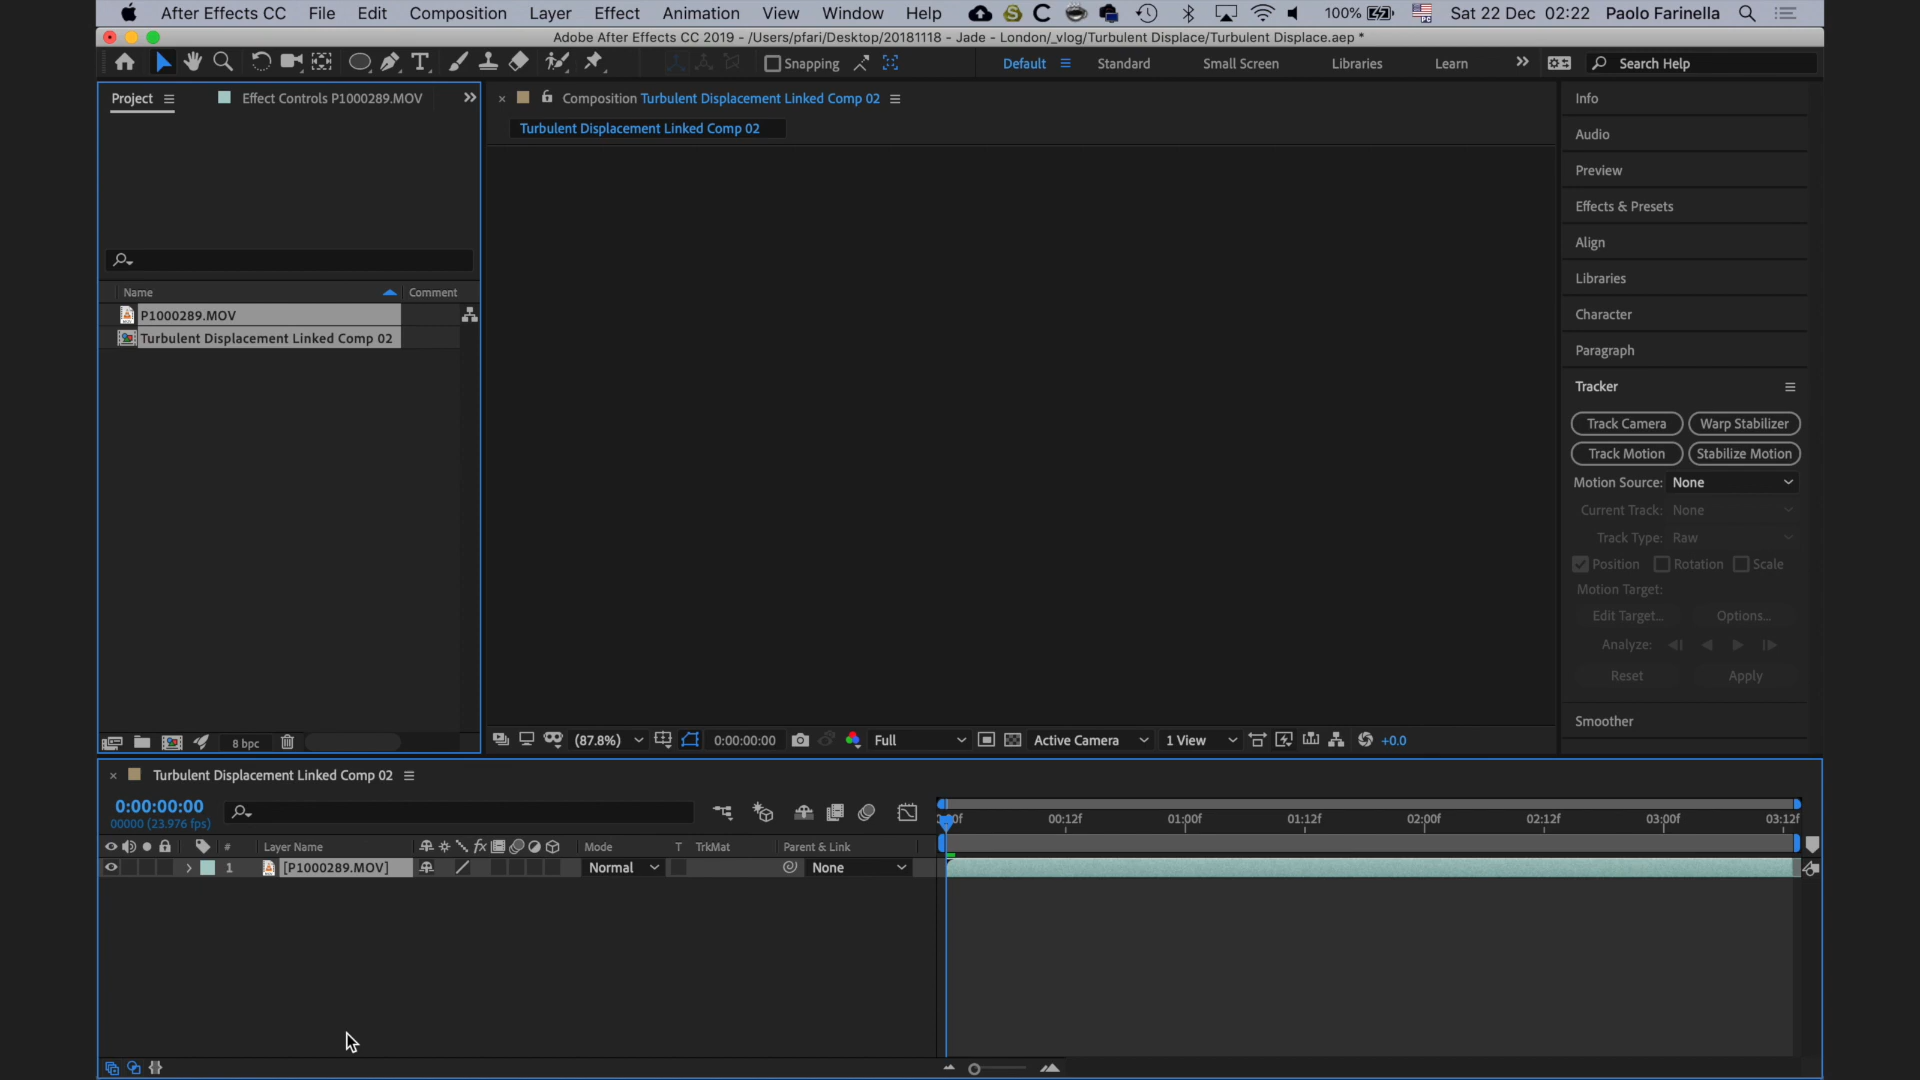 After Effects CC File Edit Composition Layer Effect Animation View Window Help 100% Sat 22 Dec 02:22 Paolo Farinella
Adobe After Effects CC 2019 - /Users/pfari/Desktop/20181118 - Jade - London/_vlog/Turbulent Displace/Turbulent Displace.aep *
Snapping Default Standard Small Screen Libraries Learn Search Help
Project Effect Controls P1000289.MOV
Composition Turbulent Displacement Linked Comp 02
Turbulent Displacement Linked Comp 02
Name Comment
P1000289.MOV
Turbulent Displacement Linked Comp 02
8 bpc
(87.8%) 0:00:00:00 Full Active Camera 1 View +0.0
Info
Audio
Preview
Effects & Presets
Align
Libraries
Character
Paragraph
Tracker
Track Camera Warp Stabilizer
Track Motion Stabilize Motion
Motion Source: None
Current Track: None
Track Type: Raw
Position Rotation Scale
Motion Target:
Edit Target... Options...
Analyze:
Reset Apply
Smoother
Turbulent Displacement Linked Comp 02
0:00:00:00
00000 (23.976 fps)
00:12f 01:00f 01:12f 02:00f 02:12f 03:00f 03:12f
# Layer Name Mode T TrkMat Parent & Link
1 [P1000289.MOV] Normal None